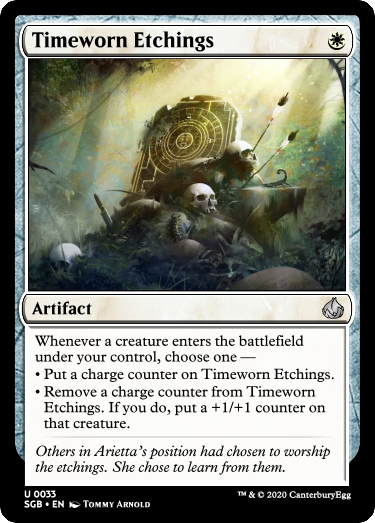 Timeworn Etchings
Artifact
Whenever a creature enters the battlefield
under your control, choose one —
• Put a charge counter on Timeworn Etchings.
• Remove a charge counter from Timeworn
Etchings. If you do, put a +1/+1 counter on
that creature.
Others in Arietta's position had chosen to worship
the etchings. She chose to learn from them.
U 0033
SGB • EN Tommy Arnold
™ & © 2020 CanterburyEgg